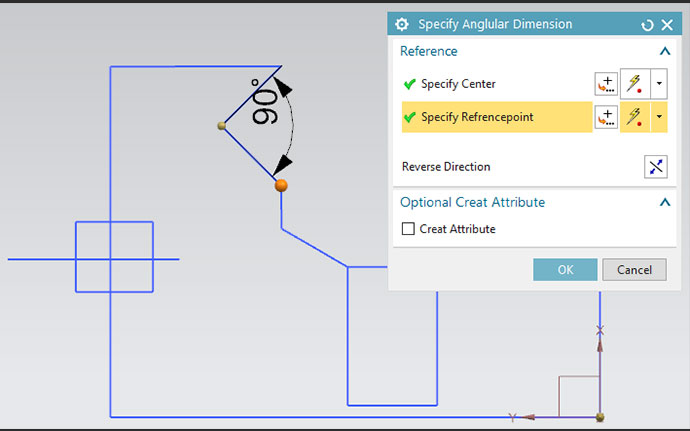 Specify Anglular Dimension
Reference
Specify Center
Specify Refrencepoint
Reverse Direction
Optional Creat Attribute
Creat Attribute
OK
Cancel
90°
X
Y